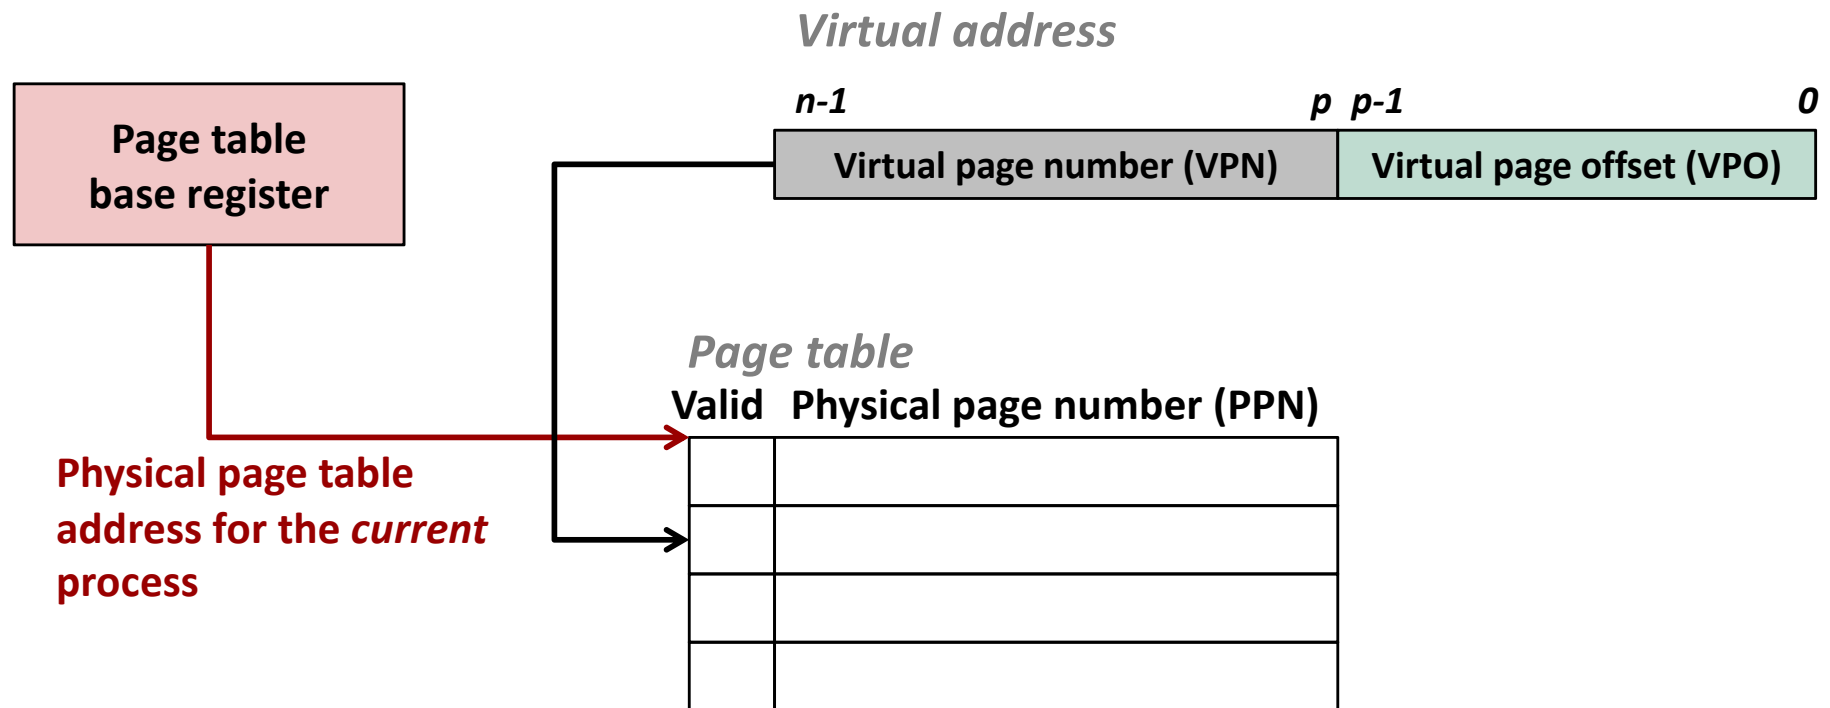 Virtual address
n-1 p p-1 0
Page table
base register
Virtual page number (VPN) Virtual page offset (VPO)
Page table
Valid Physical page number (PPN)
Physical page table
address for the current
process